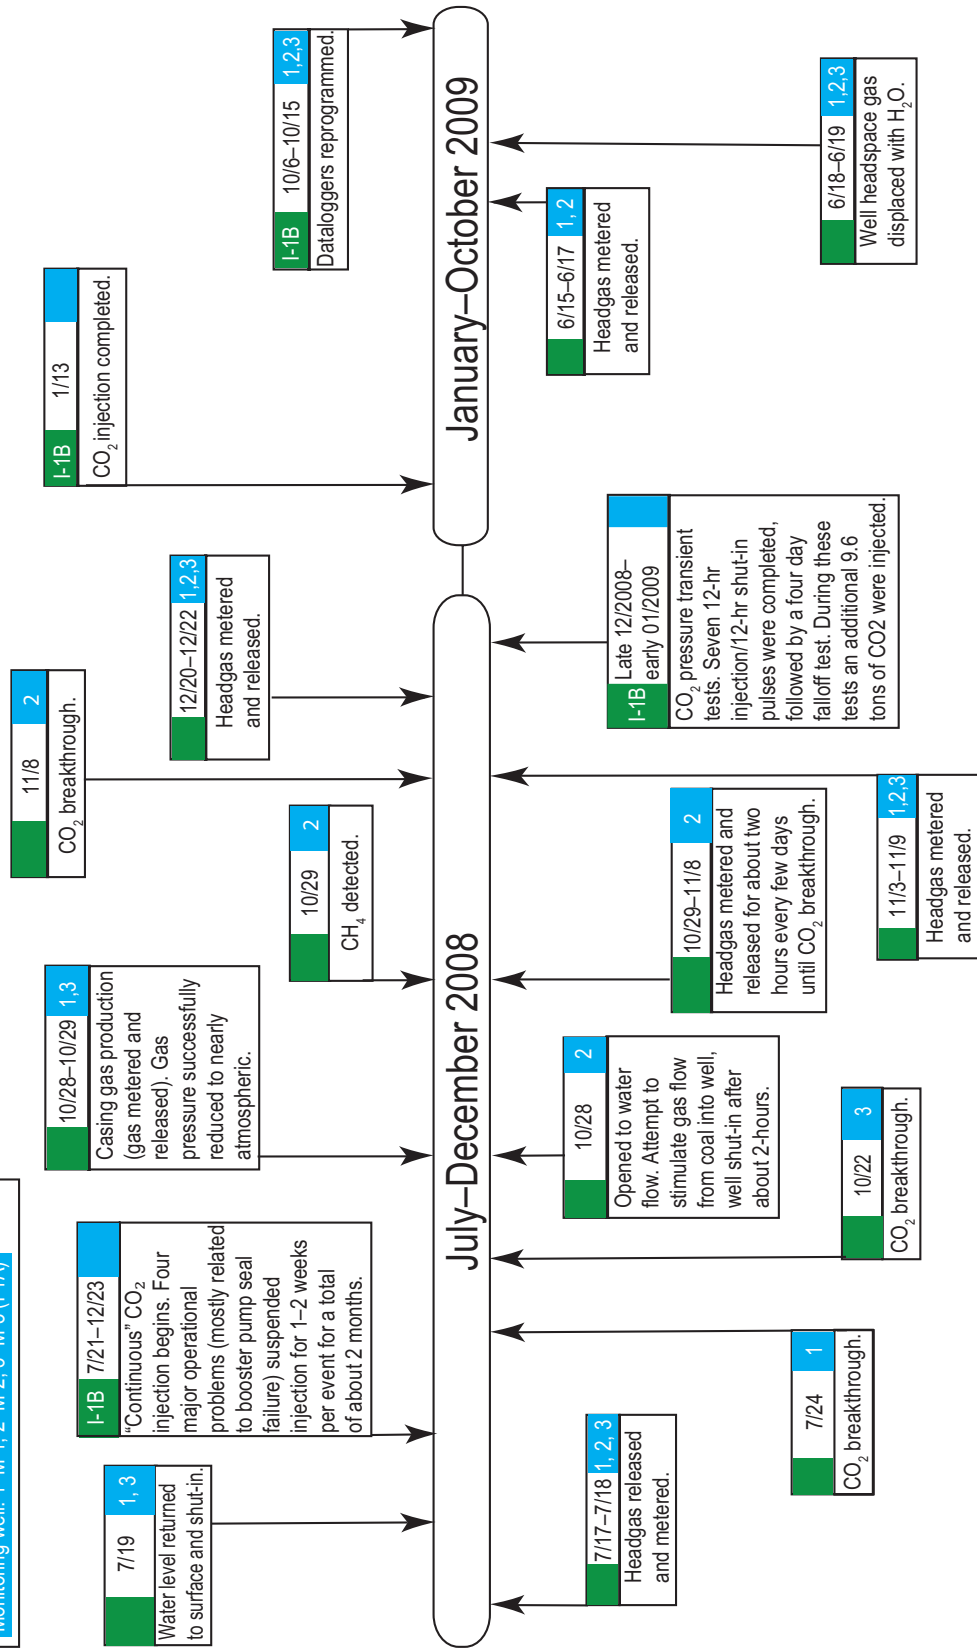 Monitoring well:
7/19 1, 3
Water level returned
to surface and shut-in.
I-1B 7/21–12/23
“Continuous” CO₂
injection begins. Four
major operational
problems (mostly related
to booster pump seal
failure) suspended
injection for 1–2 weeks
per event for a total
of about 2 months.
10/28–10/29 1,3
Casing gas production
(gas metered and
released). Gas
pressure successfully
reduced to nearly
atmospheric.
10/29 2
CH₄ detected.
11/8 2
CO₂ breakthrough.
12/20–12/22 1,2,3
Headgas metered
and released.
I-1B 1/13
CO₂ injection completed.
I-1B 10/6–10/15 1,2,3
Dataloggers reprogrammed.
July–December 2008
January–October 2009
7/17–7/18 1, 2, 3
Headgas released
and metered.
7/24 1
CO₂ breakthrough.
10/22 3
CO₂ breakthrough.
10/28 2
Opened to water
flow. Attempt to
stimulate gas flow
from coal into well,
well shut-in after
about 2-hours.
10/29–11/8 2
Headgas metered and
released for about two
hours every few days
until CO₂ breakthrough.
11/3–11/9 1,2,3
Headgas metered
and released.
I-1B Late 12/2008–
early 01/2009
CO₂ pressure transient
tests. Seven 12-hr
injection/12-hr shut-in
pulses were completed,
followed by a four day
falloff test. During these
tests an additional 9.6
tons of CO2 were injected.
6/15–6/17 1, 2
Headgas metered
and released.
6/18–6/19 1,2,3
Well headspace gas
displaced with H₂O.